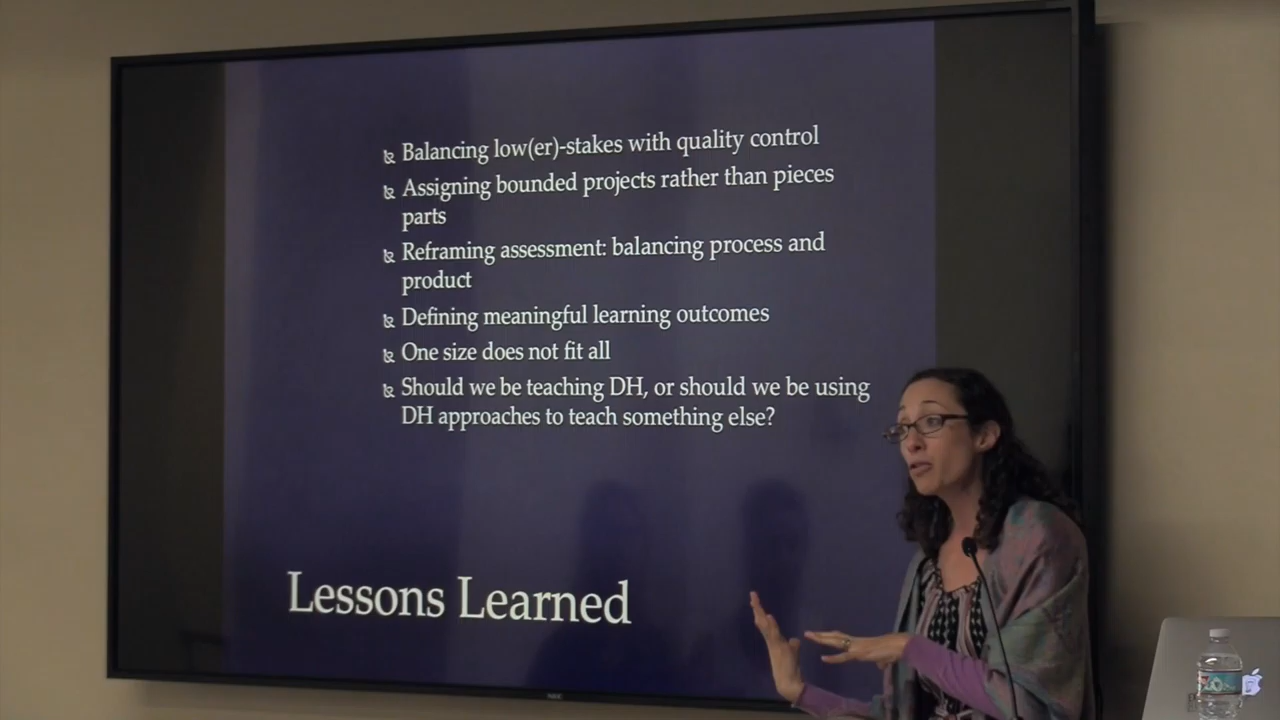 Balancing low(er)-stakes with quality control
Assigning bounded projects rather than pieces
parts
Reframing assessment: balancing process and
product
Defining meaningful learning outcomes
One size does not fit all
Should we be teaching DH, or should we be using
DH approaches to teach something else?
Lessons Learned
NEC